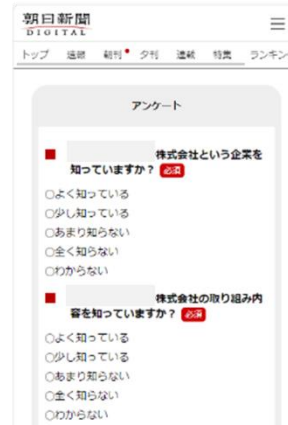 朝日新聞
DIGITAL
トップ 速報 朝刊 夕刊 連載 特集 ランキン
アンケート
■ 株式会社という企業を
知っていますか？ 必須
○よく知っている
○少し知っている
○あまり知らない
○全く知らない
○わからない
■ 株式会社の取り組み内
容を知っていますか？ 必須
○よく知っている
○少し知っている
○あまり知らない
○全く知らない
○わからない